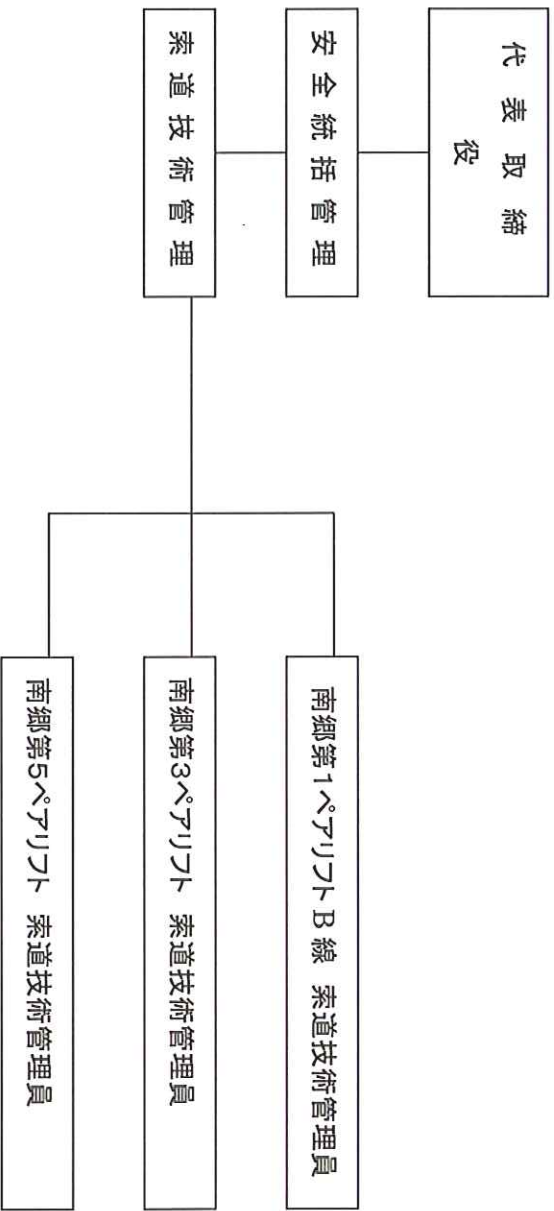 代表取締
役
安全統括管理
索道技術管理
南郷第1ペアリフトB線 索道技術管理員
南郷第3ペアリフト 索道技術管理員
南郷第5ペアリフト 索道技術管理員